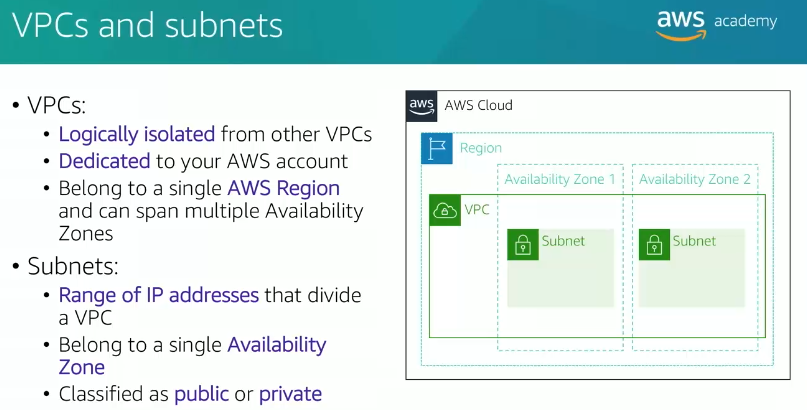 VPCs and subnets
aws academy
• VPCs:
• Logically isolated from other VPCs
• Dedicated to your AWS account
• Belong to a single AWS Region
and can span multiple Availability
Zones
• Subnets:
• Range of IP addresses that divide
a VPC
• Belong to a single Availability
Zone
• Classified as public or private
aws AWS Cloud
Region
Availability Zone 1
Availability Zone 2
VPC
Subnet
Subnet